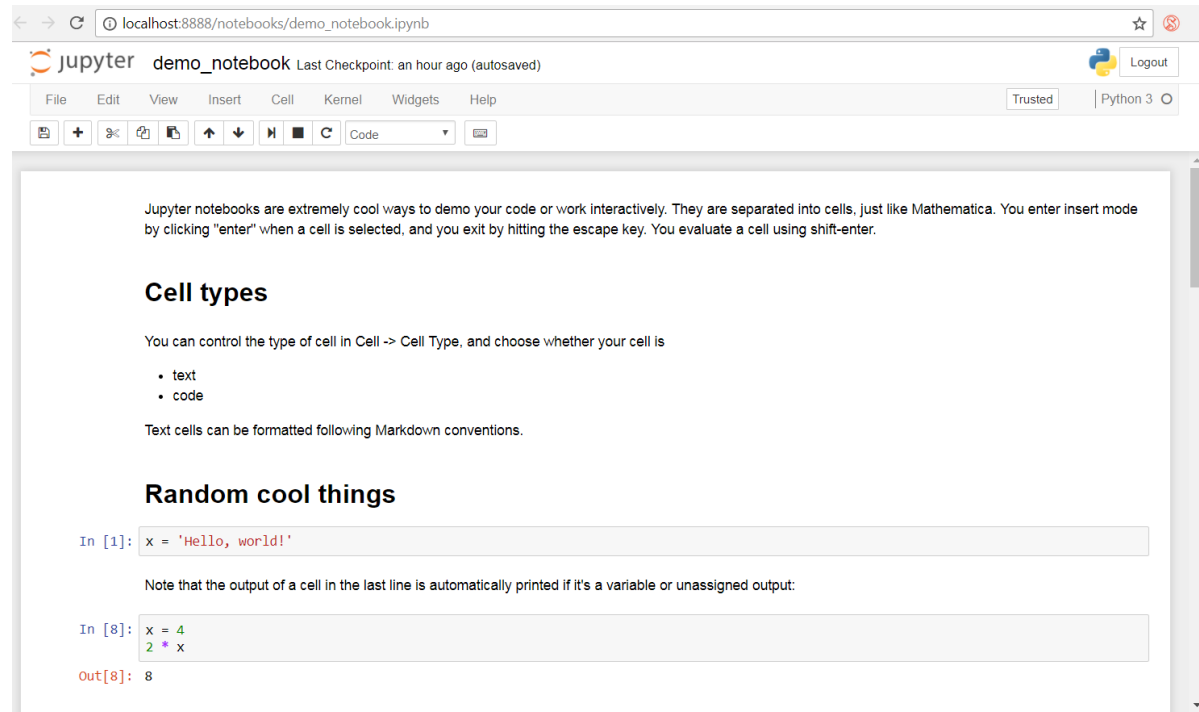 localhost:8888/notebooks/demo_notebook.ipynb
jupyter demo_notebook Last Checkpoint: an hour ago (autosaved) Logout
File Edit View Insert Cell Kernel Widgets Help Trusted Python 3
Code
Jupyter notebooks are extremely cool ways to demo your code or work interactively. They are separated into cells, just like Mathematica. You enter insert mode
by clicking "enter" when a cell is selected, and you exit by hitting the escape key. You evaluate a cell using shift-enter.
Cell types
You can control the type of cell in Cell -> Cell Type, and choose whether your cell is
• text
• code
Text cells can be formatted following Markdown conventions.
Random cool things
In [1]: x = 'Hello, world!'
Note that the output of a cell in the last line is automatically printed if it's a variable or unassigned output:
In [8]: x = 4
2 * x
Out[8]: 8